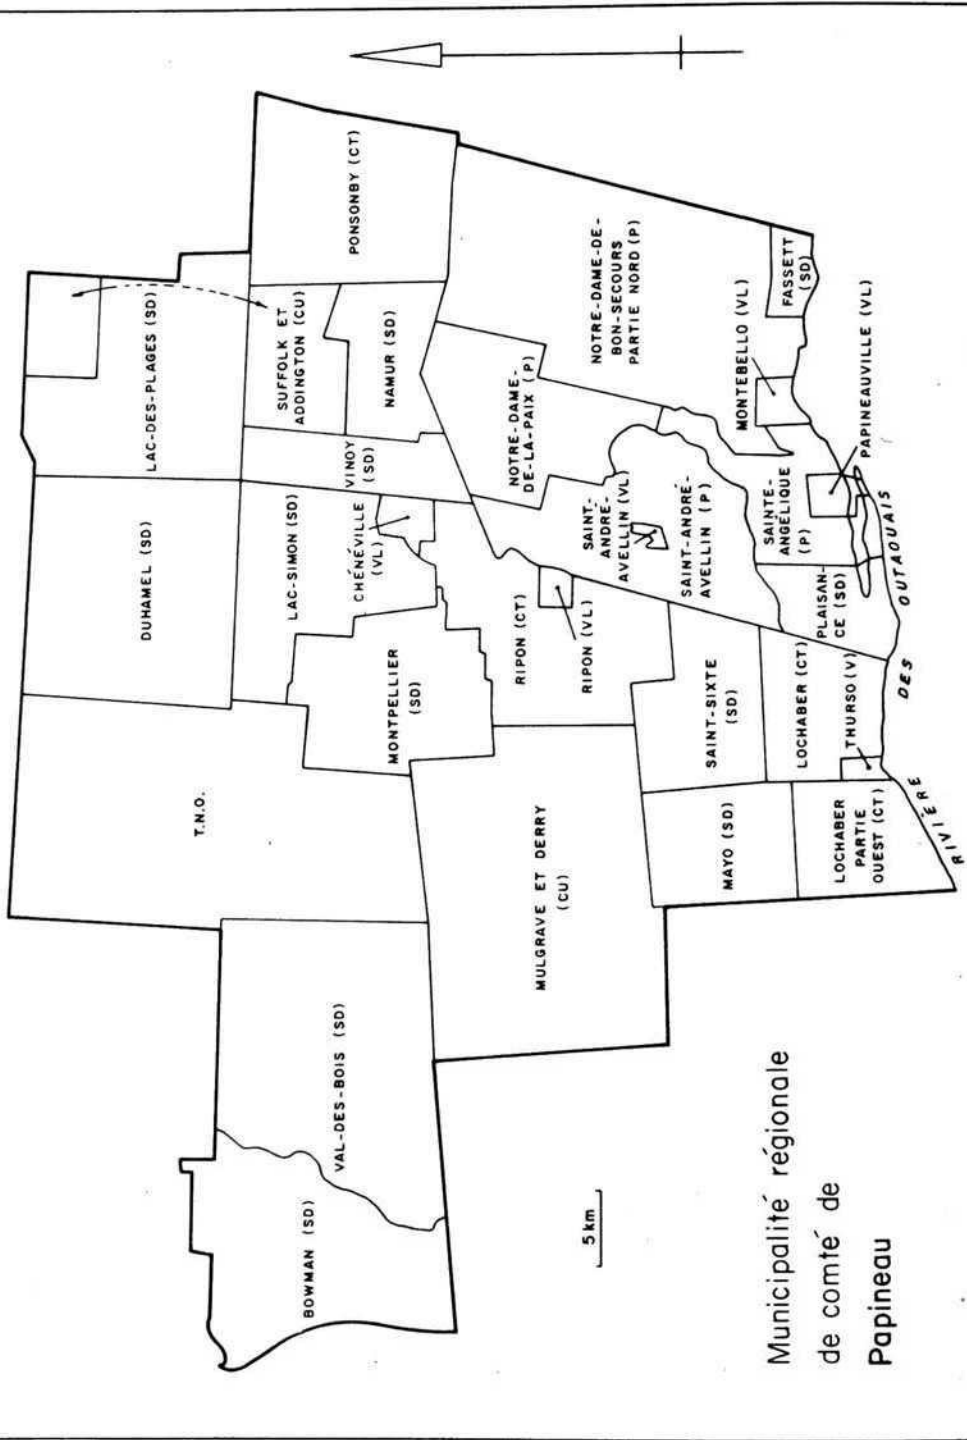 PONSONBY (CT)
LAC-DES-PLAGES (SD)
SUFFOLK ET
ADDINGTON (CU)
NAMUR (SD)
NOTRE-DAME-DE-
BON-SECOURS
PARTIE NORD (P)
FASSETT
(SD)
MONTEBELLO (VL)
PAPINEAUVILLE (VL)
NOTRE-DAME-
DE-LA-PAIX (P)
VINOY
(SD)
DUHAMEL (SD)
LAC-SIMON (SD)
CHÉNÉVILLE
(VL)
SAINT-
ANDRÉ-
AVELLIN (VL)
SAINT-ANDRÉ-
AVELLIN (P)
SAINTE-
ANGÉLIQUE
(P)
PLAISAN-
CE (SD)
RIPON (CT)
RIPON (VL)
MONTPELLIER
(SD)
SAINT-SIXTE
(SD)
LOCHABER (CT)
THURSO (V)
T.N.O.
MULGRAVE ET DERRY
(CU)
MAYO (SD)
LOCHABER
PARTIE
OUEST (CT)
RIVIÈRE DES OUTAOUAIS
VAL-DES-BOIS (SD)
BOWMAN (SD)
5 km
Municipalité régionale
de comté de
Papineau